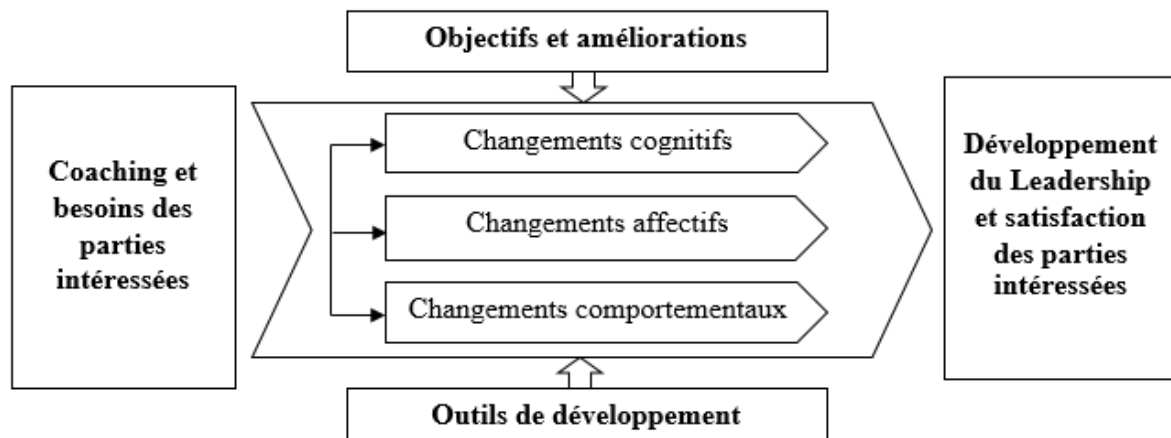 Objectifs et améliorations
Coaching et
besoins des
parties
intéressées
Changements cognitifs
Changements affectifs
Changements comportementaux
Développement
du Leadership
et satisfaction
des parties
intéressées
Outils de développement